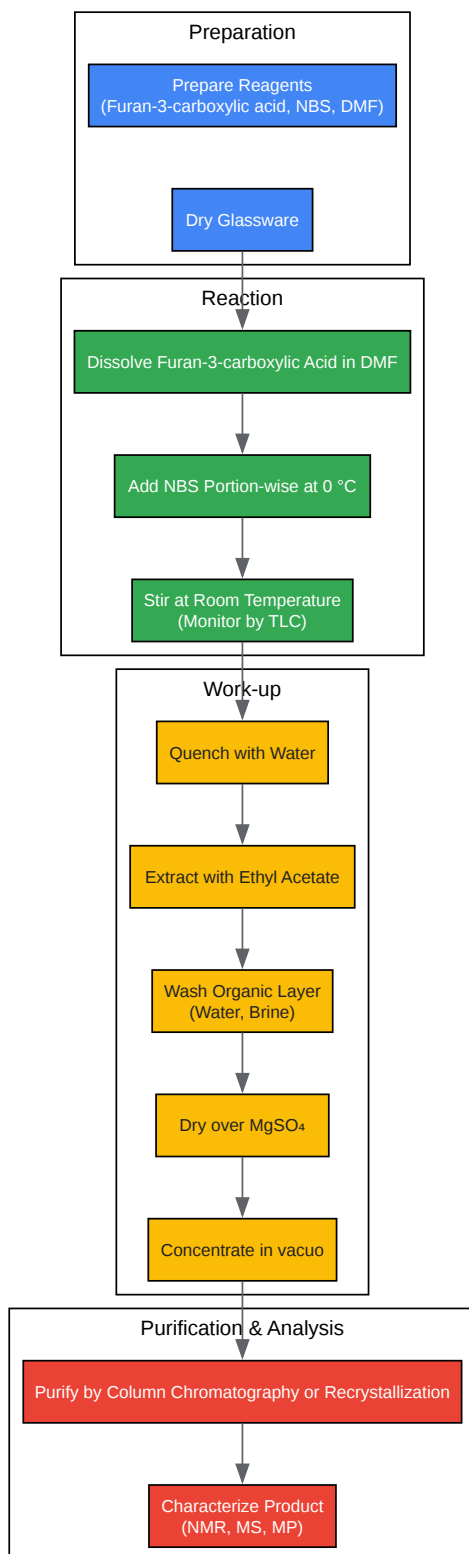 Preparation
Prepare Reagents
(Furan-3-carboxylic acid, NBS, DMF)
Dry Glassware
Reaction
Dissolve Furan-3-carboxylic Acid in DMF
Add NBS Portion-wise at 0 °C
Stir at Room Temperature
(Monitor by TLC)
Work-up
Quench with Water
Extract with Ethyl Acetate
Wash Organic Layer
(Water, Brine)
Dry over MgSO₄
Concentrate in vacuo
Purification & Analysis
Purify by Column Chromatography or Recrystallization
Characterize Product
(NMR, MS, MP)